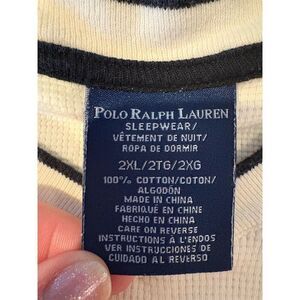 POLO RALPH LAUREN
SLEEPWEAR/
VÊTEMENT DE NUIT/
ROPA DE DORMIR
2XL/2TG/2XG
100% COTTON/COTON/
ALGODÓN
MADE IN CHINA
FABRIQUÉ EN CHINE
HECHO EN CHINA
CARE ON REVERSE
INSTRUCTIONS À L'ENDOS
VER INSTRUCCIONES DE
CUIDADO AL REVERSO